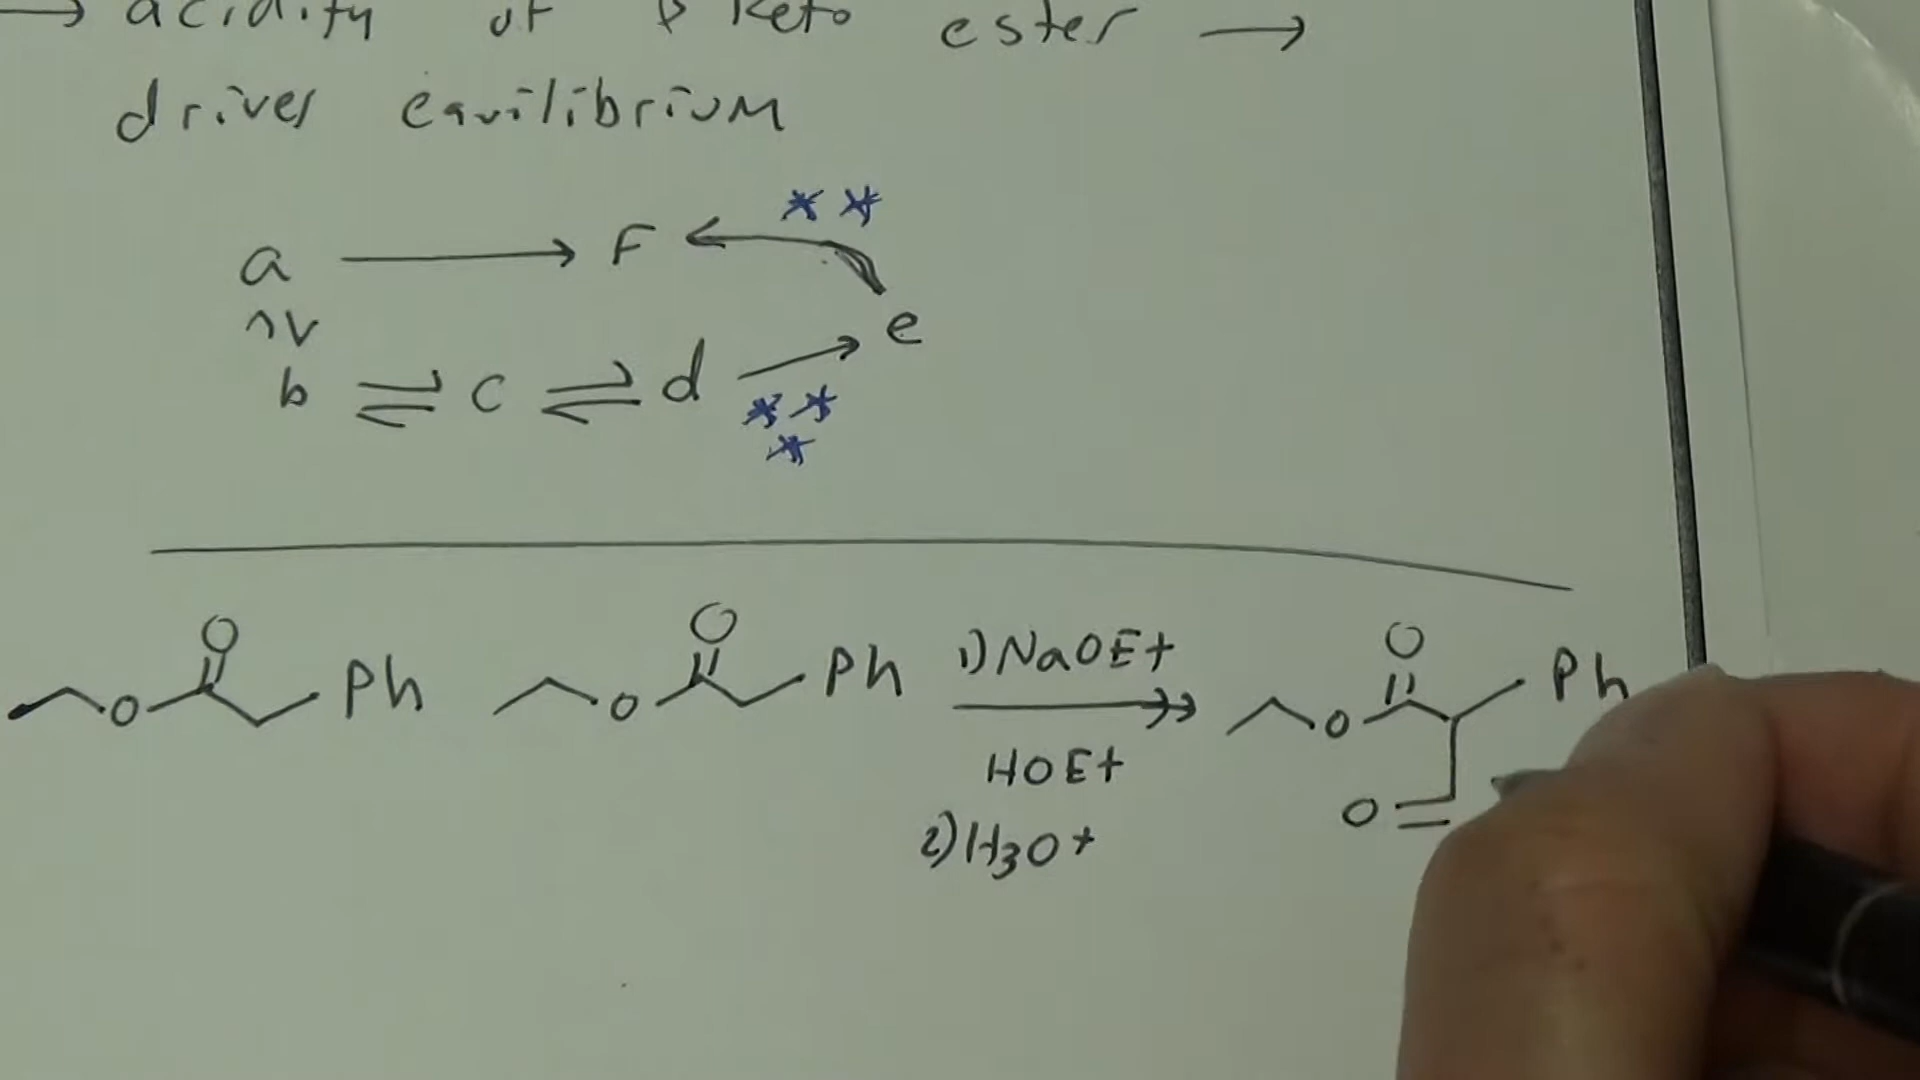 → acidity of β keto ester →
drives equilibrium
**
a → F ←
∧∨ e
b ⇌ c ⇌ d →
**
*
O O 1) NaOEt O
O Ph O Ph O Ph
HOEt
O
2) H3O+